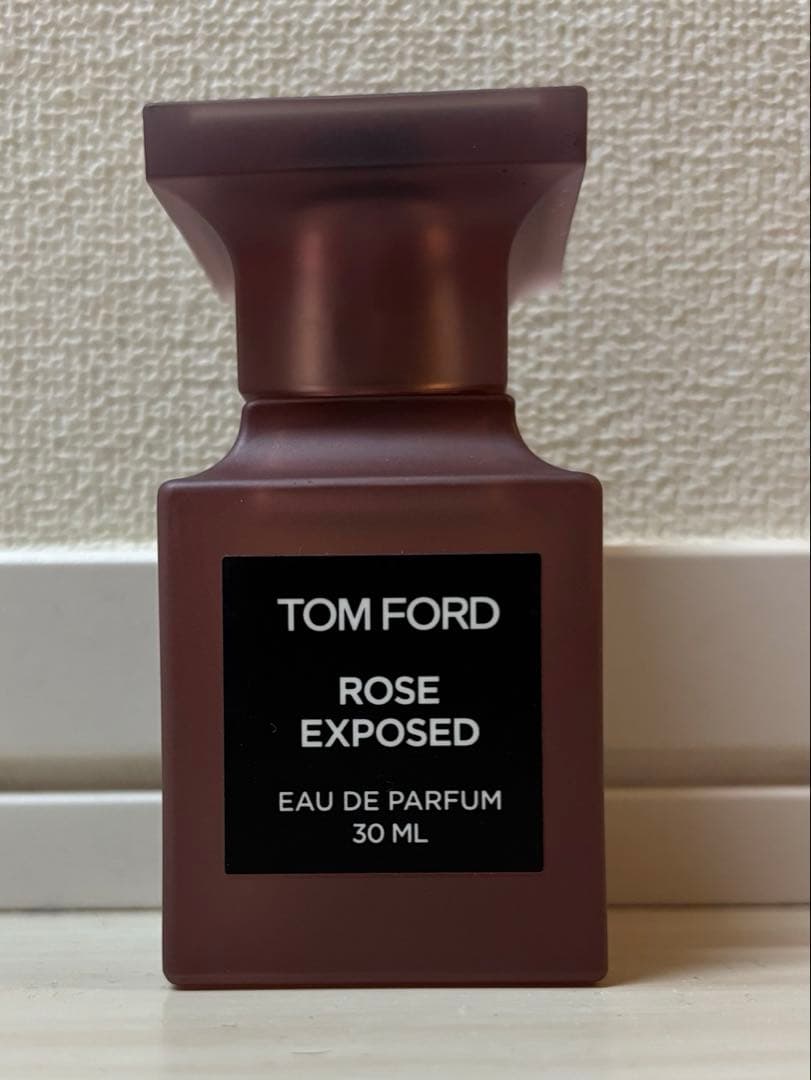 TOM FORD
ROSE
EXPOSED
EAU DE PARFUM
30 ML